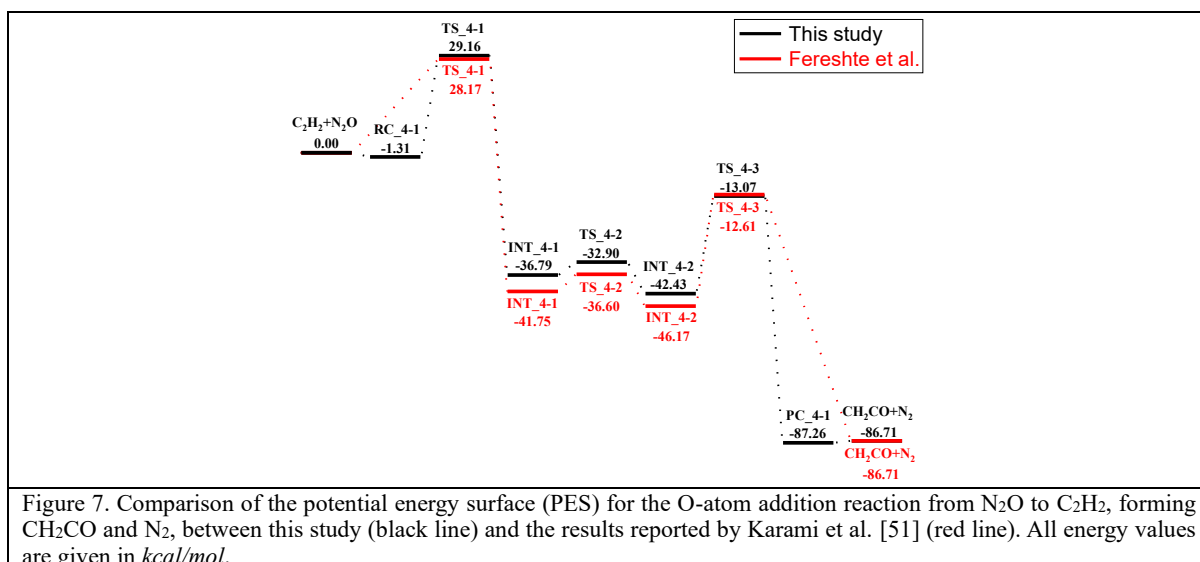 This study
Fereshte et al.
TS_4-1
29.16
TS_4-1
28.17
C₂H₂+N₂O
0.00
RC_4-1
-1.31
INT_4-1
-36.79
INT_4-1
-41.75
TS_4-2
-32.90
TS_4-2
-36.60
INT_4-2
-42.43
INT_4-2
-46.17
TS_4-3
-13.07
TS_4-3
-12.61
PC_4-1
-87.26
CH₂CO+N₂
-86.71
CH₂CO+N₂
-86.71
Figure 7. Comparison of the potential energy surface (PES) for the O-atom addition reaction from N₂O to C₂H₂, forming
CH₂CO and N₂, between this study (black line) and the results reported by Karami et al. [51] (red line). All energy values
are given in kcal/mol.